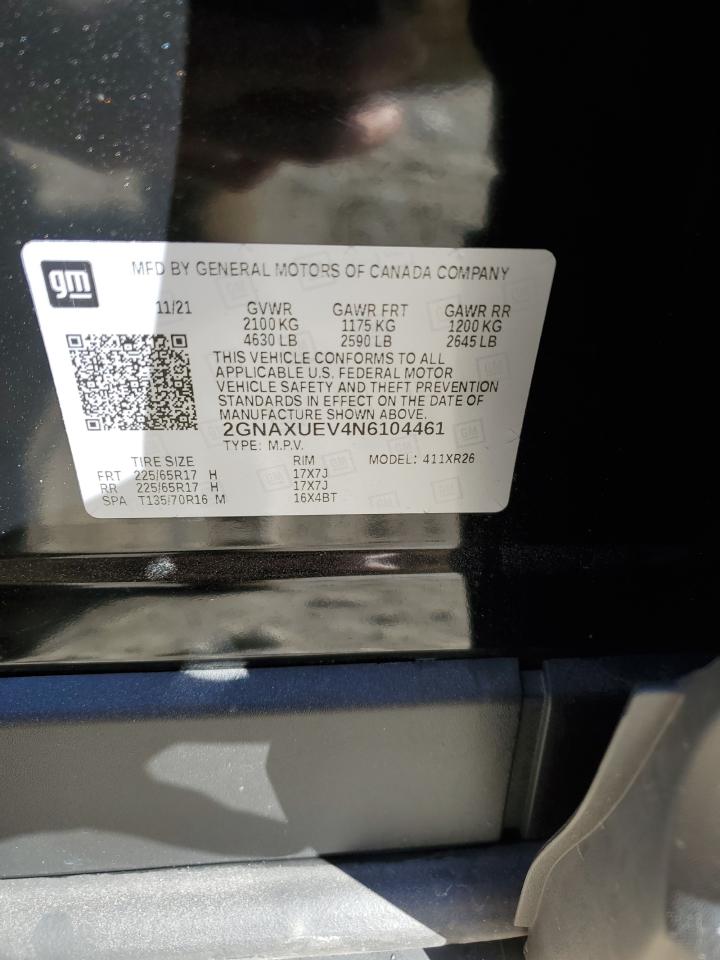 gm
MFD BY GENERAL MOTORS OF CANADA COMPANY
11/21 GVWR GAWR FRT GAWR RR
2100 KG 1175 KG 1200 KG
4630 LB 2590 LB 2645 LB
THIS VEHICLE CONFORMS TO ALL
APPLICABLE U.S. FEDERAL MOTOR
VEHICLE SAFETY AND THEFT PREVENTION
STANDARDS IN EFFECT ON THE DATE OF
MANUFACTURE SHOWN ABOVE.
2GNAXUEV4N6104461
TYPE: M.P.V.
TIRE SIZE RIM MODEL: 411XR26
FRT 225/65R17 H 17X7J
RR 225/65R17 H 17X7J
SPA T135/70R16 M 16X4BT